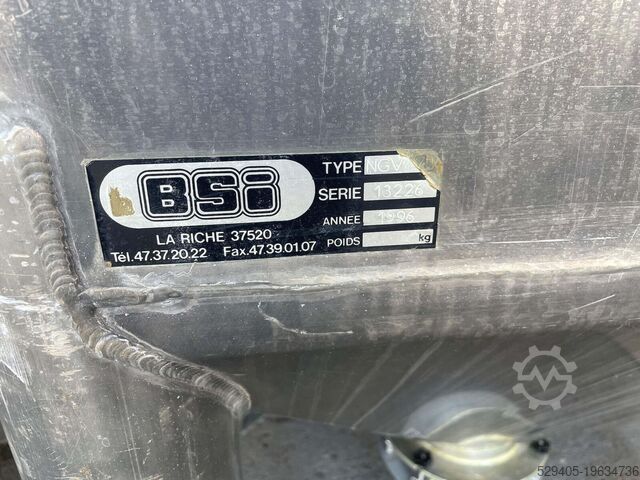 BSi
TYPE NGV
SERIE 13226
ANNEE 1996
POIDS kg
LA RICHE 37520
Tél.47.37.20.22 Fax.47.39.01.07
529405-19634736